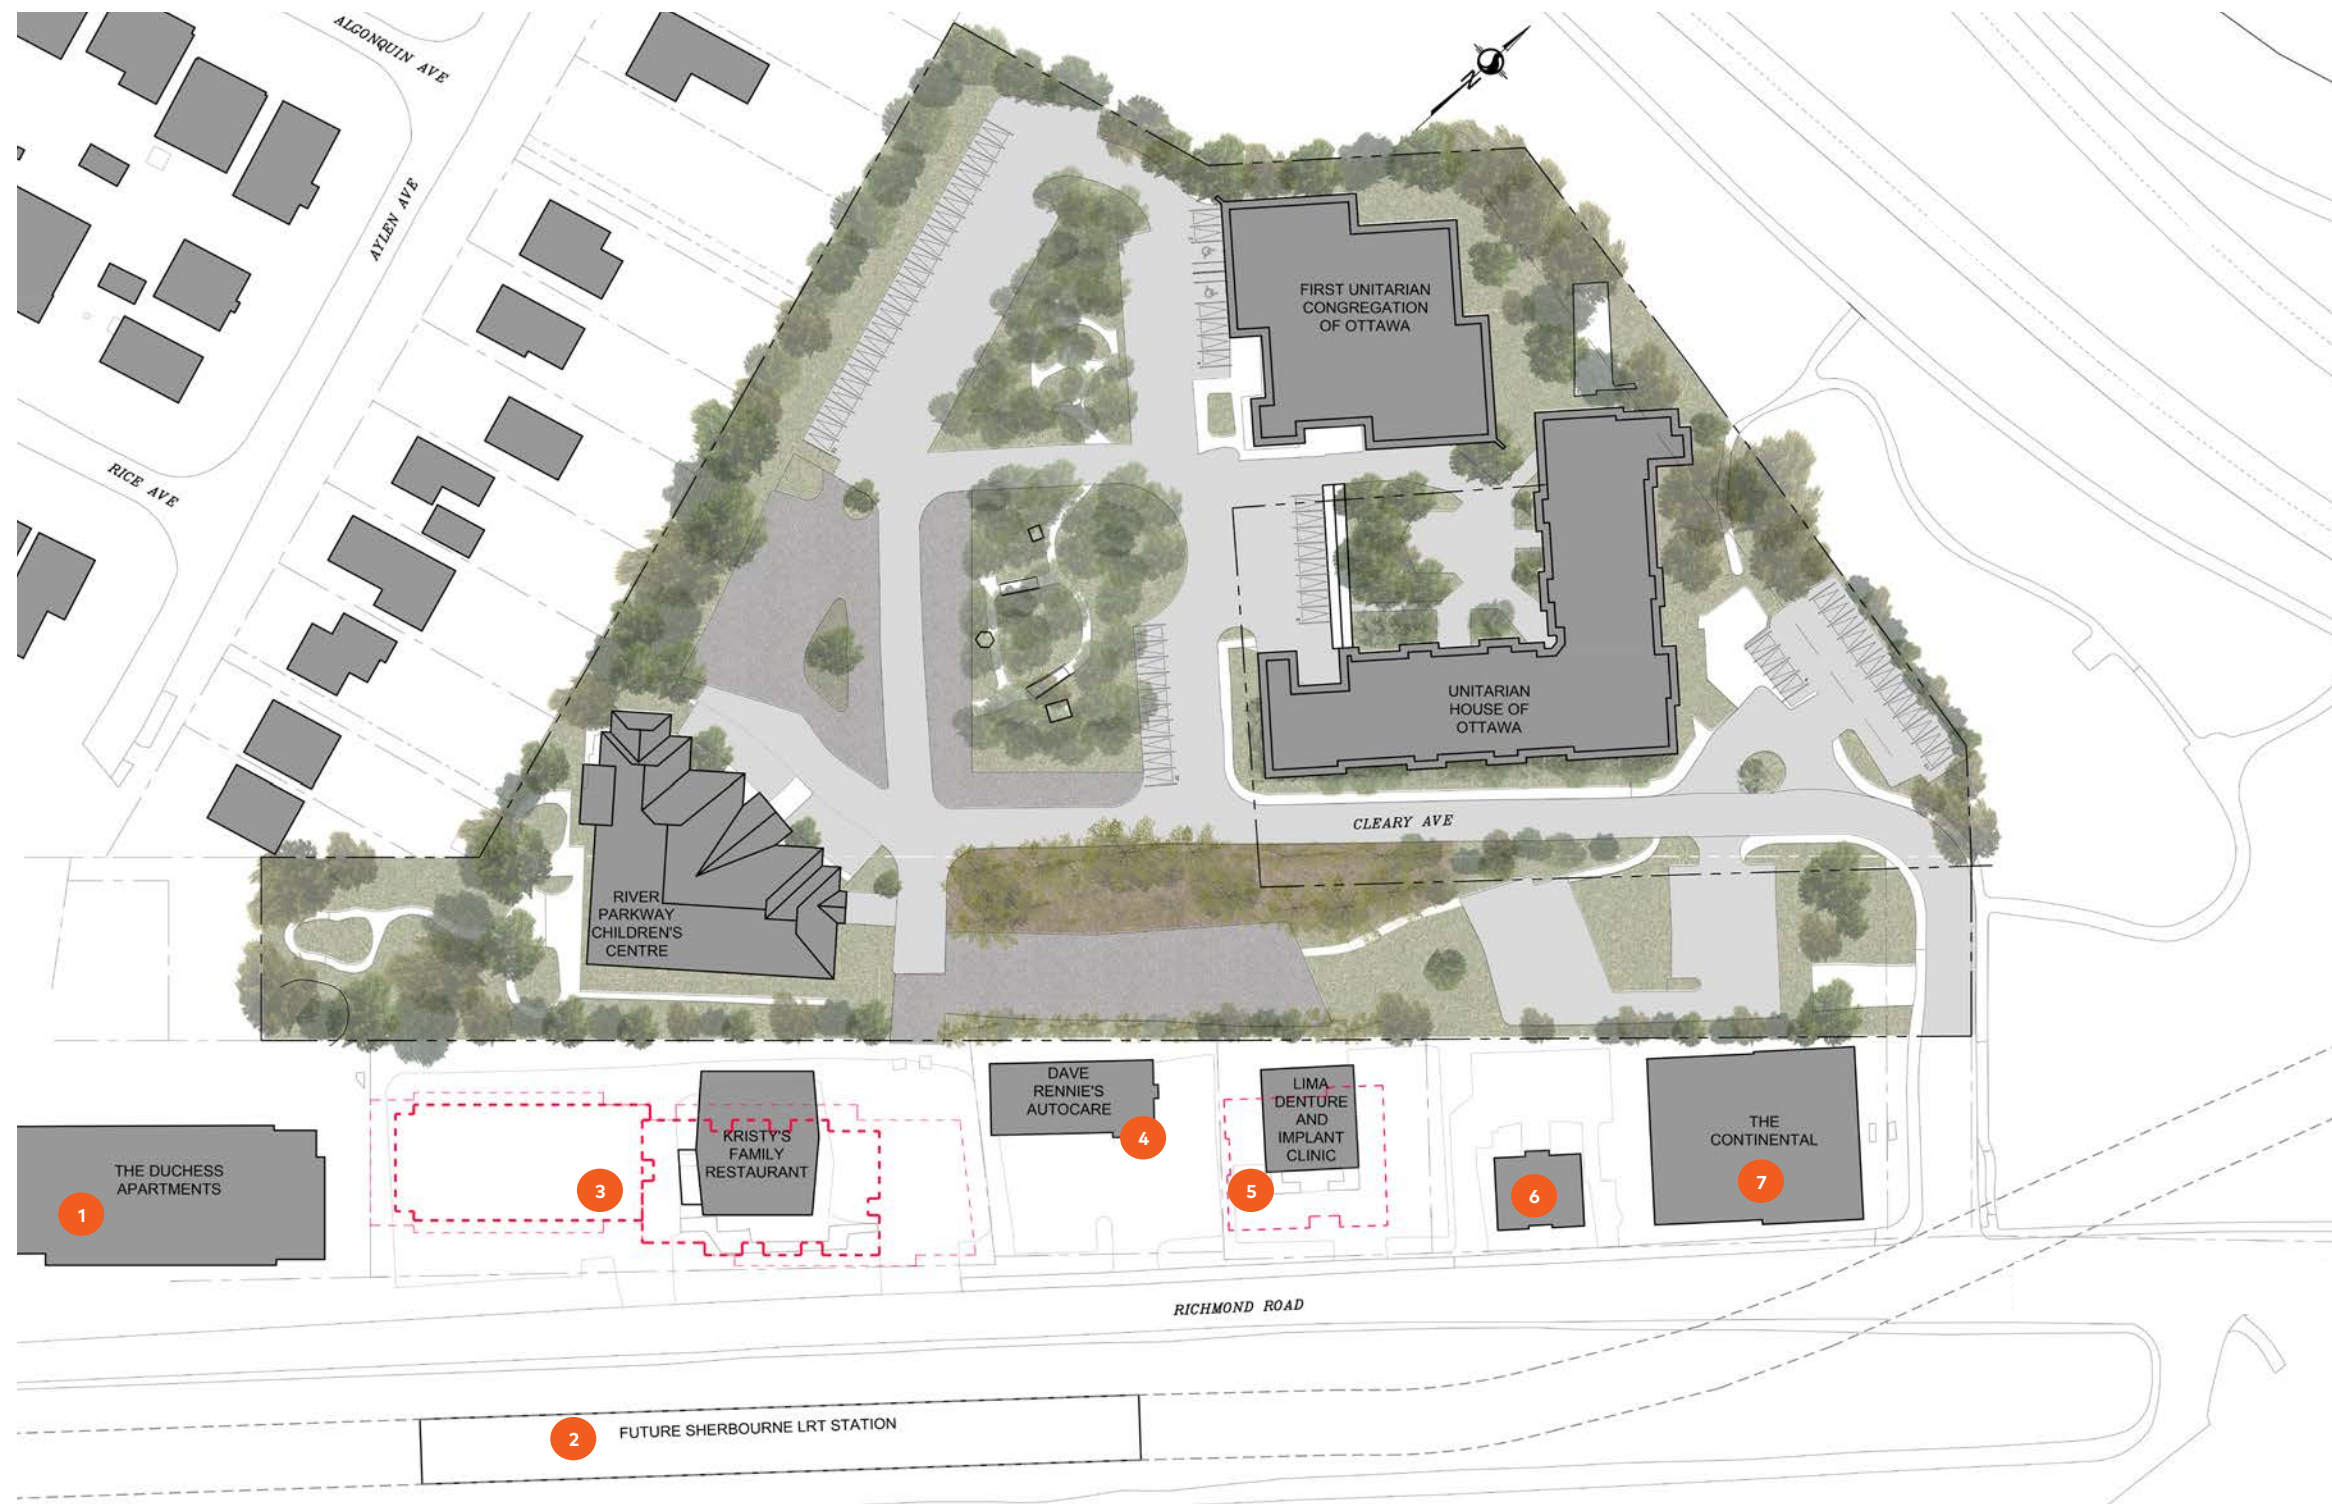 ALGONQUIN AVE
N
AYLEN AVE
FIRST UNITARIAN
CONGREGATION
OF OTTAWA
RICE AVE
UNITARIAN
HOUSE OF
OTTAWA
CLEARY AVE
RIVER
PARKWAY
CHILDREN'S
CENTRE
DAVE
RENNIE'S
AUTOCARE
4
LIMA
DENTURE
AND
IMPLANT
CLINIC
5
THE DUCHESS
APARTMENTS
1
3
KRISTY'S
FAMILY
RESTAURANT
6
THE
CONTINENTAL
7
RICHMOND ROAD
2
FUTURE SHERBOURNE LRT STATION